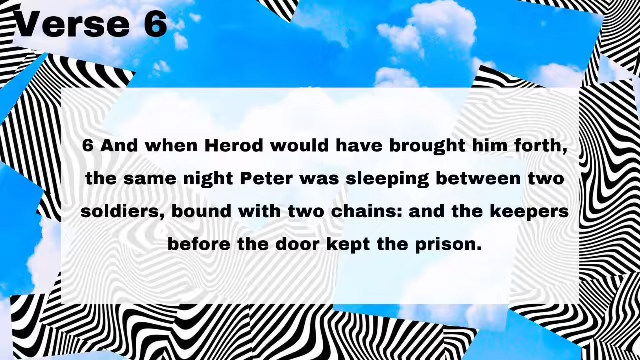 Verse 6
6 And when Herod would have brought him forth,
the same night Peter was sleeping between two
soldiers, bound with two chains: and the keepers
before the door kept the prison.